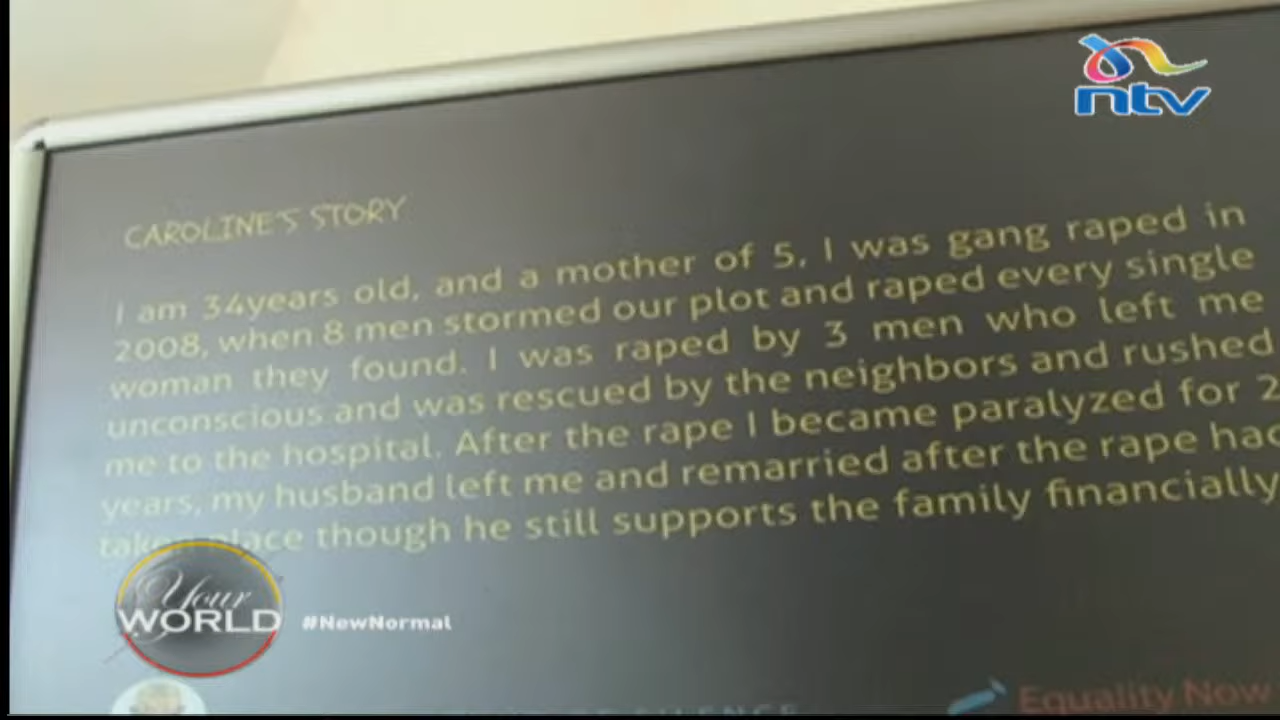 ntv
CAROLINE'S STORY
I am 34years old, and a mother of 5, I was gang raped in
2008, when 8 men stormed our plot and raped every single
woman they found. I was raped by 3 men who left me
unconscious and was rescued by the neighbors and rushed
me to the hospital. After the rape I became paralyzed for 2
years, my husband left me and remarried after the rape had
taken place though he still supports the family financially
Your
WORLD
#NewNormal
SILENCE
Equality Now